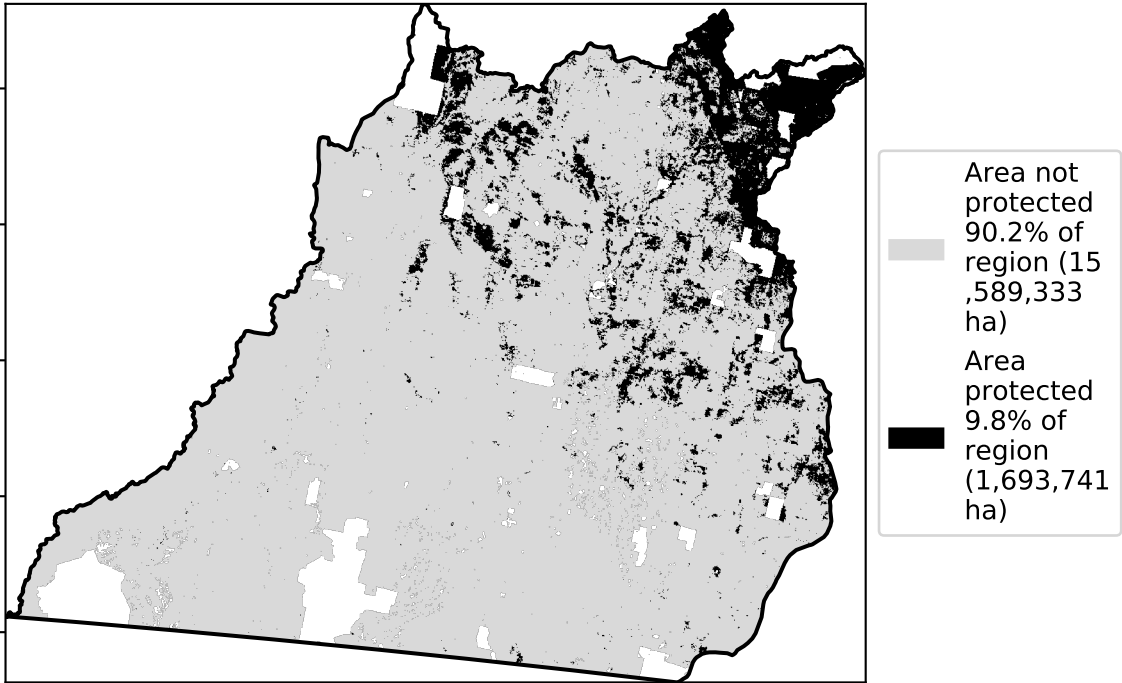 Area not
protected
90.2% of
region (15
,589,333
ha)
Area
protected
9.8% of
region
(1,693,741
ha)